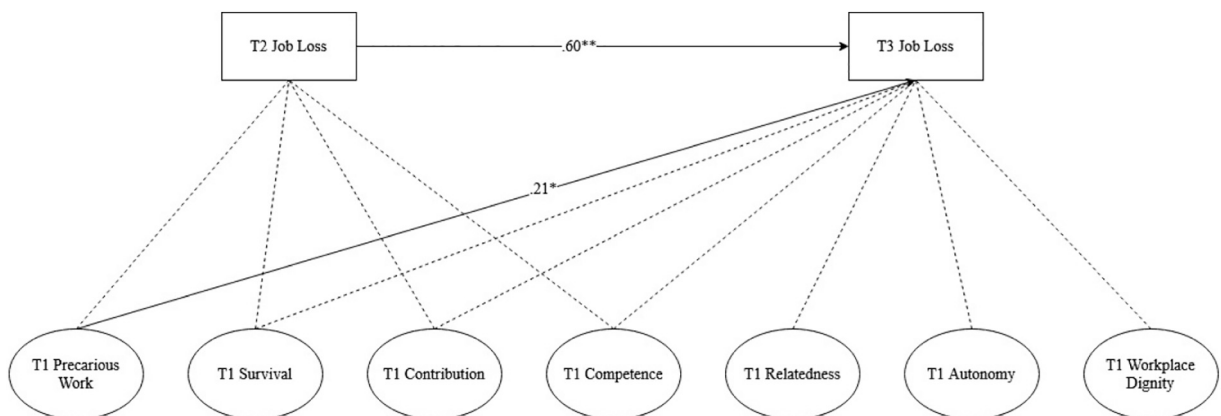 T2 Job Loss
.60**
T3 Job Loss
.21*
T1 Precarious
Work
T1 Survival
T1 Contribution
T1 Competence
T1 Relatedness
T1 Autonomy
T1 Workplace
Dignity